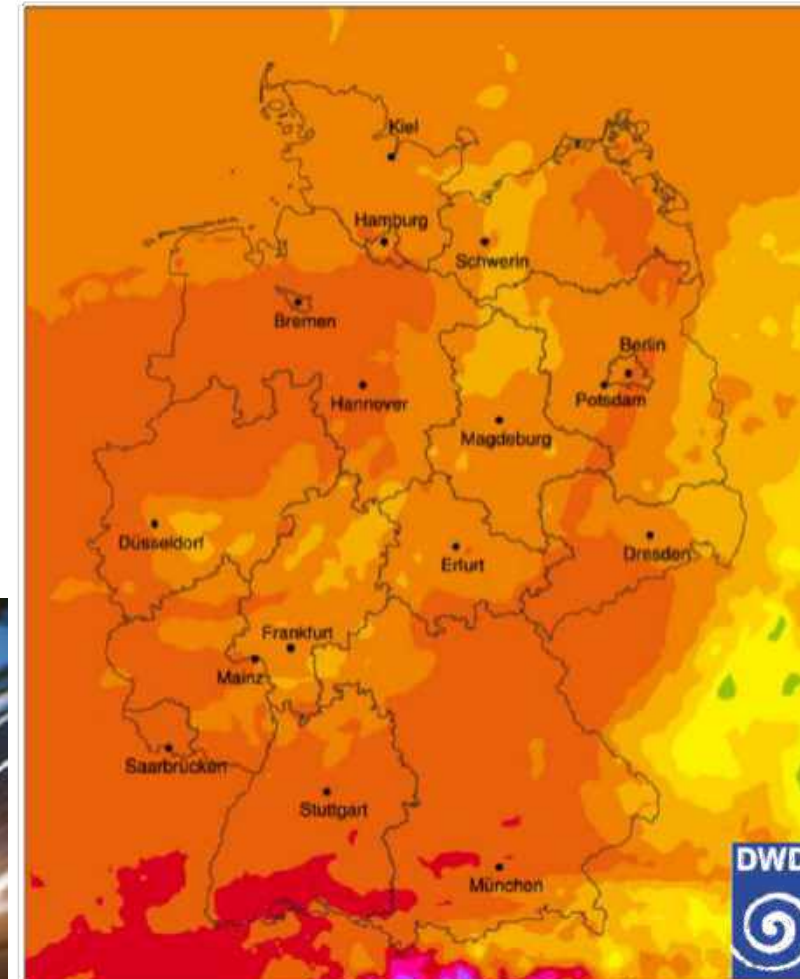 Kiel
Hamburg
Schwerin
Bremen
Berlin
Hannover
Potsdam
Magdeburg
Düsseldorf
Erfurt
Dresden
Frankfurt
Mainz
Saarbrücken
Stuttgart
München
DWD